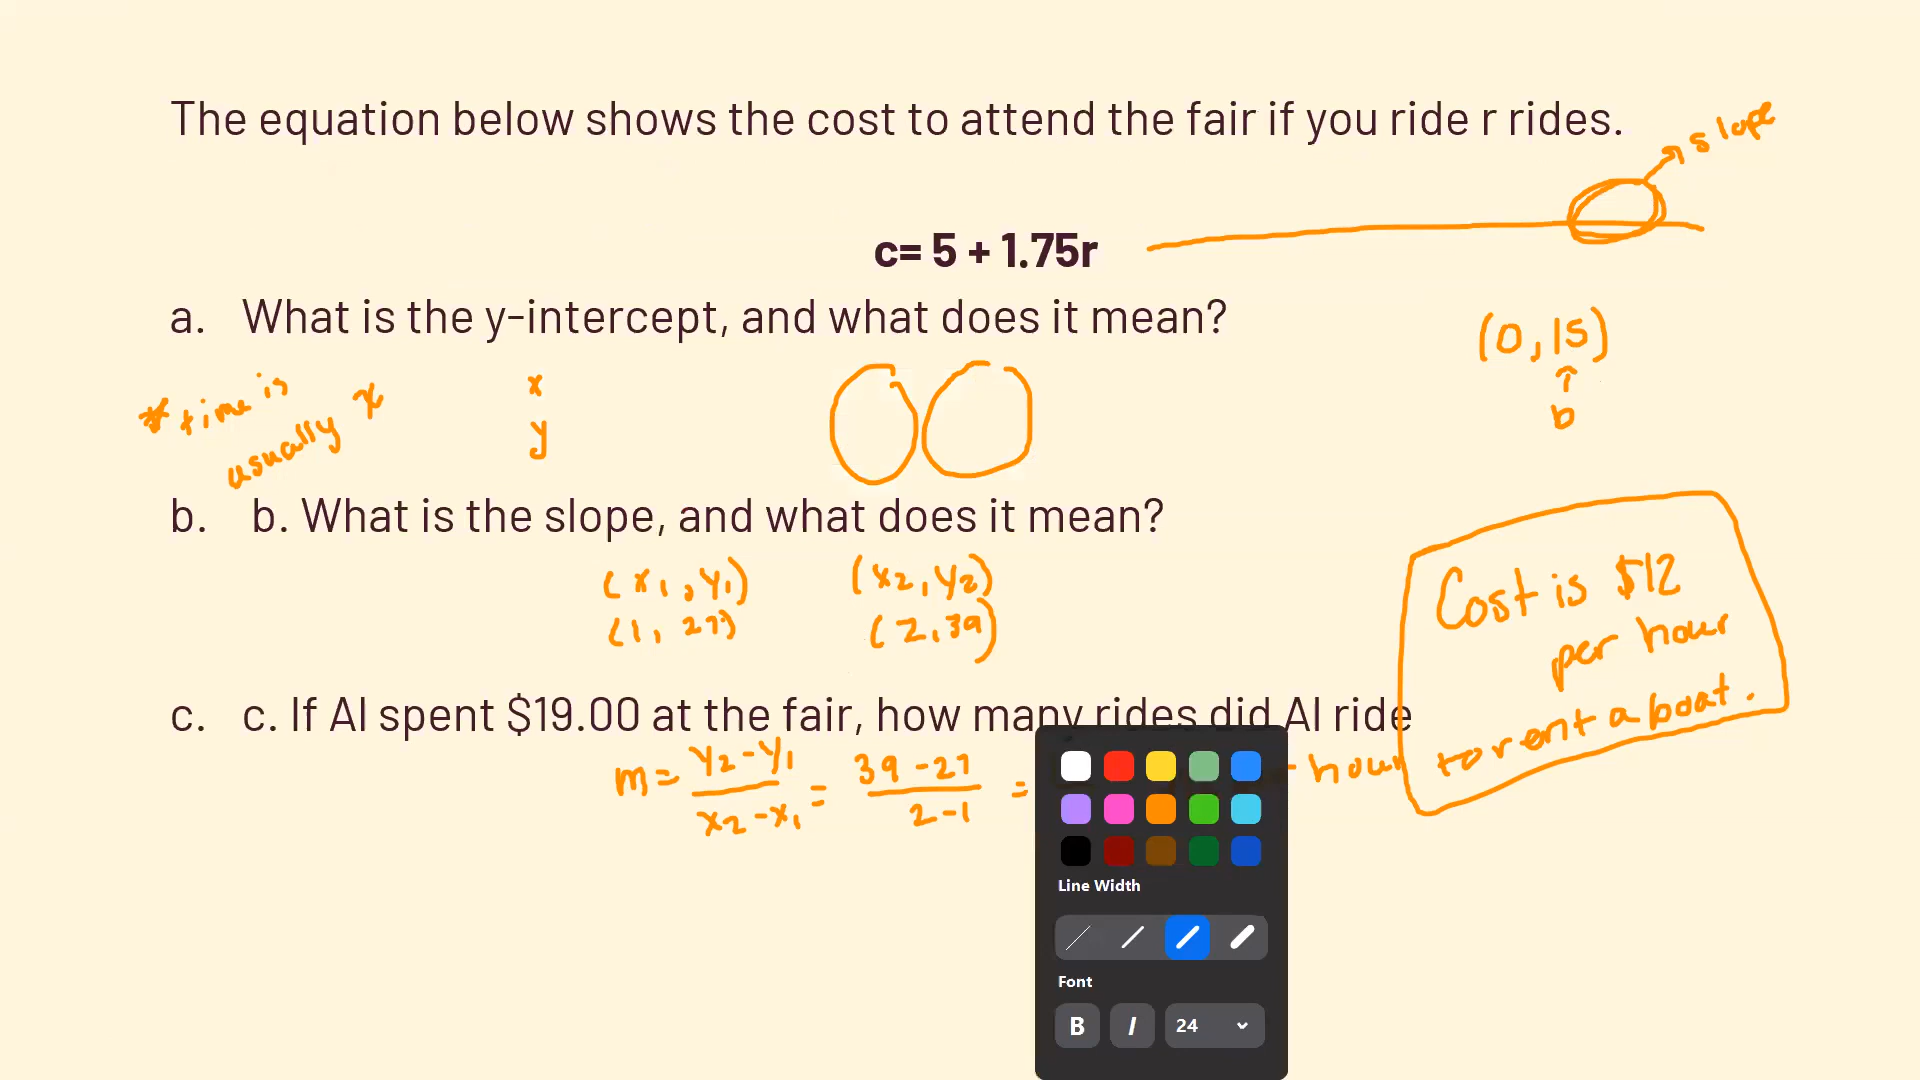 The equation below shows the cost to attend the fair if you ride r rides.
slope
c= 5 + 1.75r
a. What is the y-intercept, and what does it mean?
(0,15)
b
* time is
usually x
x
y
b. b. What is the slope, and what does it mean?
(x1, y1) (x2, y2)
(1, 27) (2,39)
Cost is $12
per hour
to rent a boat.
c. c. If Al spent $19.00 at the fair, how many rides did Al ride
m= y2-y1 = 39-27 =
x2-x1 2-1
hour
Line Width
Font
B I 24